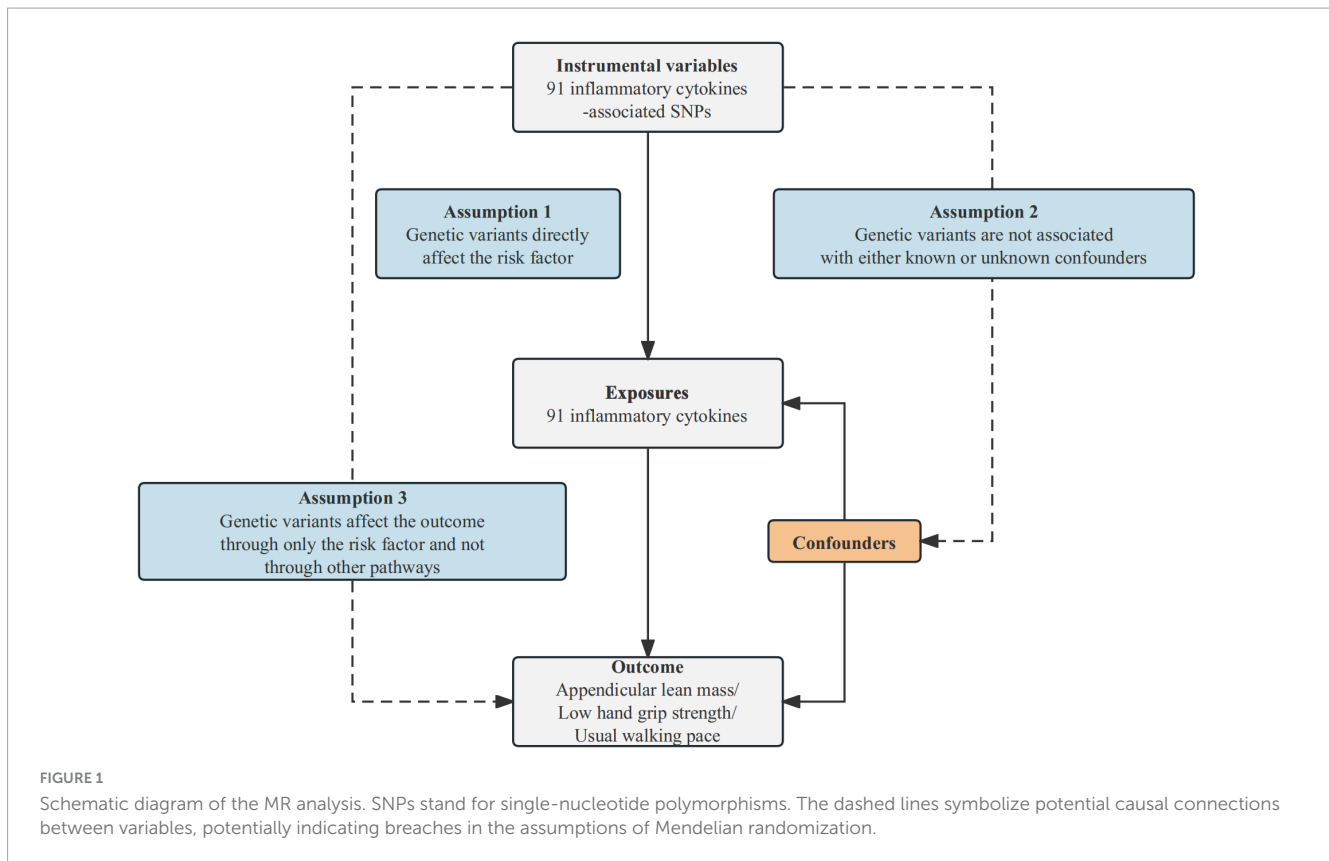 Instrumental variables
91 inflammatory cytokines
-associated SNPs
Assumption 1
Genetic variants directly
affect the risk factor
Assumption 2
Genetic variants are not associated
with either known or unknown confounders
Exposures
91 inflammatory cytokines
Assumption 3
Genetic variants affect the outcome
through only the risk factor and not
through other pathways
Confounders
Outcome
Appendicular lean mass/
Low hand grip strength/
Usual walking pace
FIGURE 1
Schematic diagram of the MR analysis. SNPs stand for single-nucleotide polymorphisms. The dashed lines symbolize potential causal connections
between variables, potentially indicating breaches in the assumptions of Mendelian randomization.